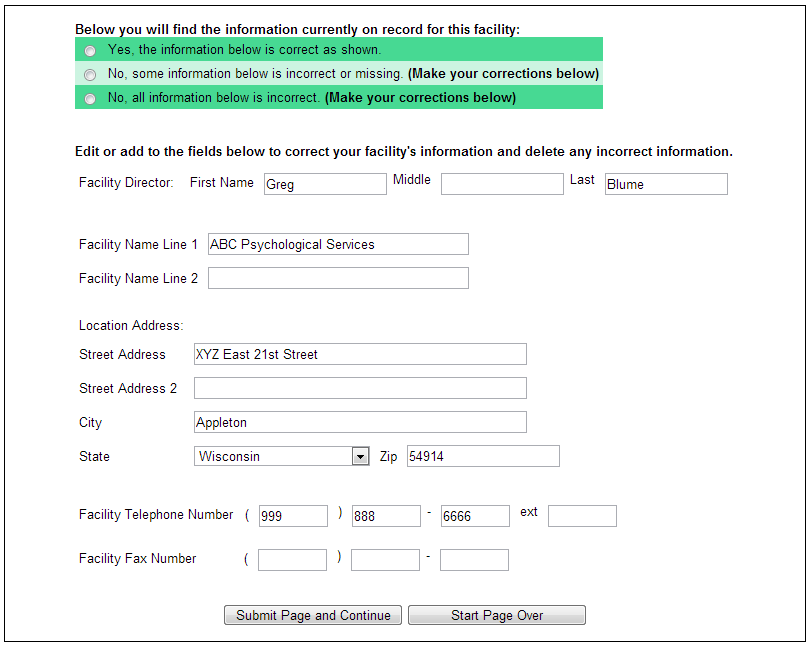 Below you will find the information currently on record for this facility:
Yes, the information below is correct as shown.
No, some information below is incorrect or missing. (Make your corrections below)
No, all information below is incorrect. (Make your corrections below)
Edit or add to the fields below to correct your facility's information and delete any incorrect information.
Facility Director: First Name Greg Middle Last Blume
Facility Name Line 1 ABC Psychological Services
Facility Name Line 2
Location Address:
Street Address XYZ East 21st Street
Street Address 2
City Appleton
State Wisconsin Zip 54914
Facility Telephone Number ( 999 ) 888 - 6666 ext
Facility Fax Number ( ) -
Submit Page and Continue Start Page Over